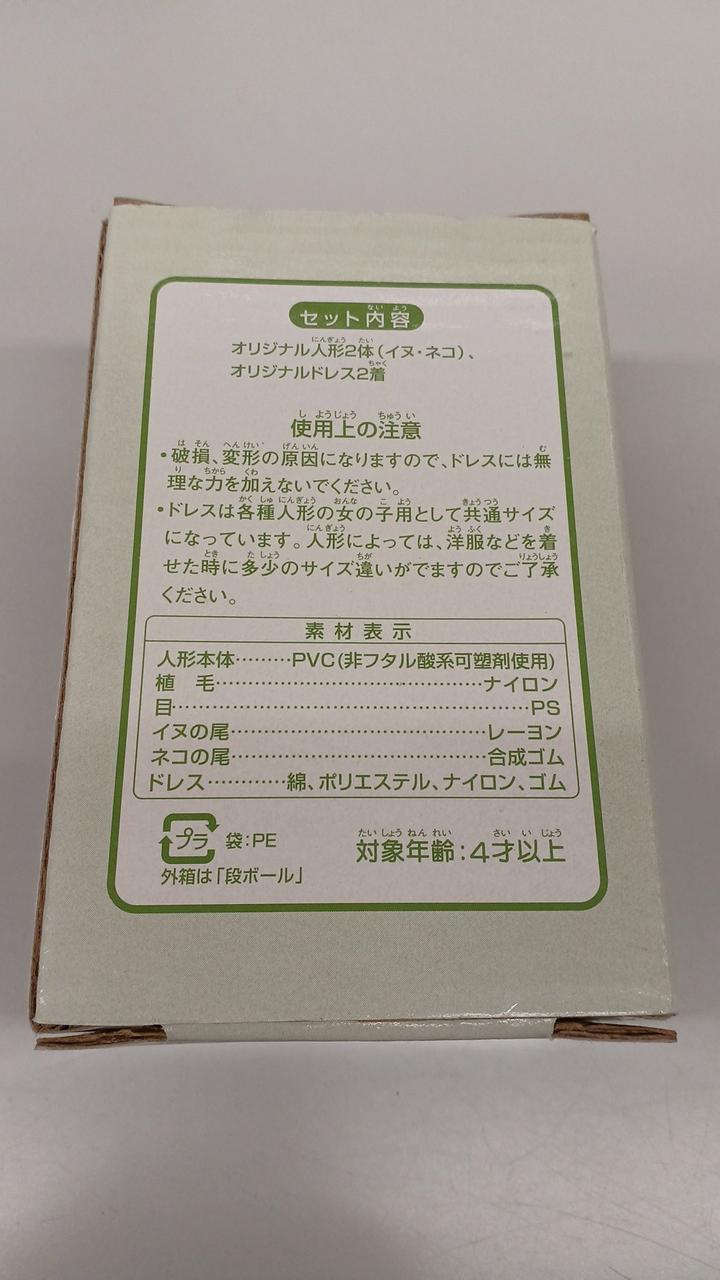 セット内容
オリジナル人形2体(イヌ・ネコ)、
オリジナルドレス2着
使用上の注意
・破損、変形の原因になりますので、ドレスには無
理な力を加えないでください。
・ドレスは各種人形の女の子用として共通サイズ
になっています。人形によっては、洋服などを着
せた時に多少のサイズ違いがでますのでご了承
ください。
素材表示
人形本体………PVC(非フタル酸系可塑剤使用)
植　毛………………………………ナイロン
目…………………………………………PS
イヌの尾……………………………レーヨン
ネコの尾……………………………合成ゴム
ドレス…………綿、ポリエステル、ナイロン、ゴム
プラ 袋:PE 対象年齢:4才以上
外箱は「段ボール」